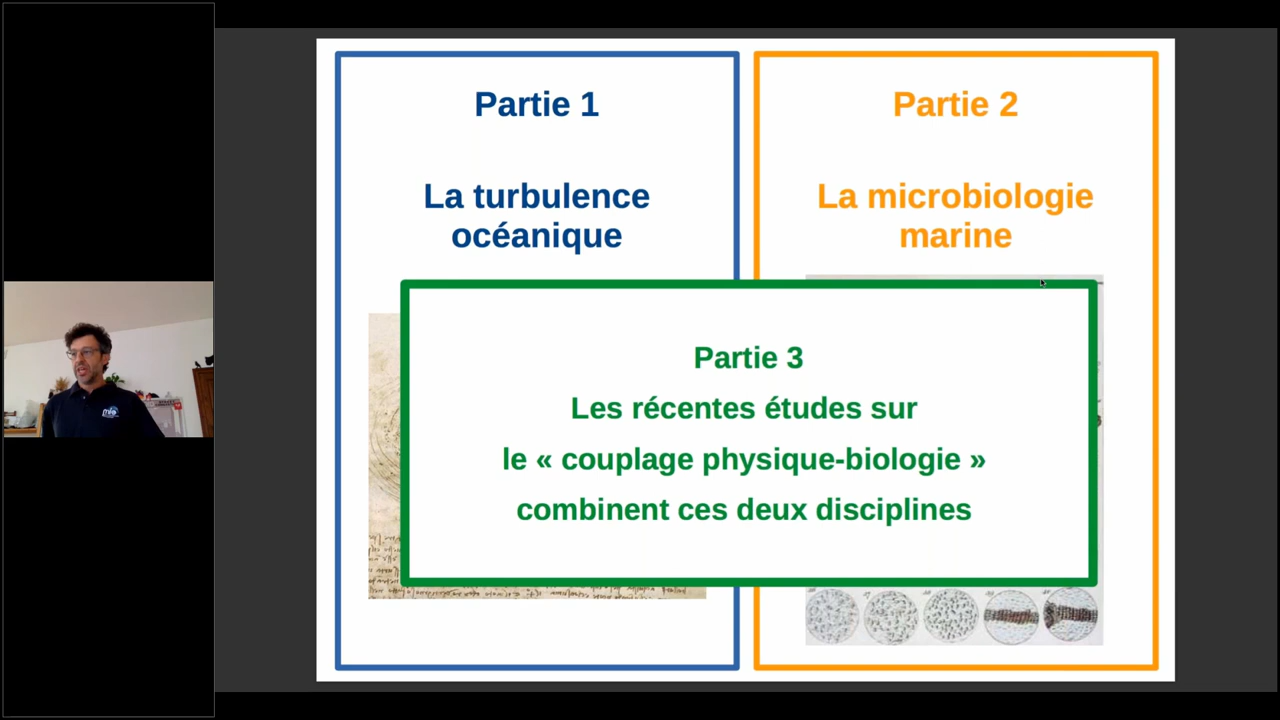 Partie 1
La turbulence
océanique
Partie 2
La microbiologie
marine
Partie 3
Les récentes études sur
le « couplage physique-biologie »
combinent ces deux disciplines